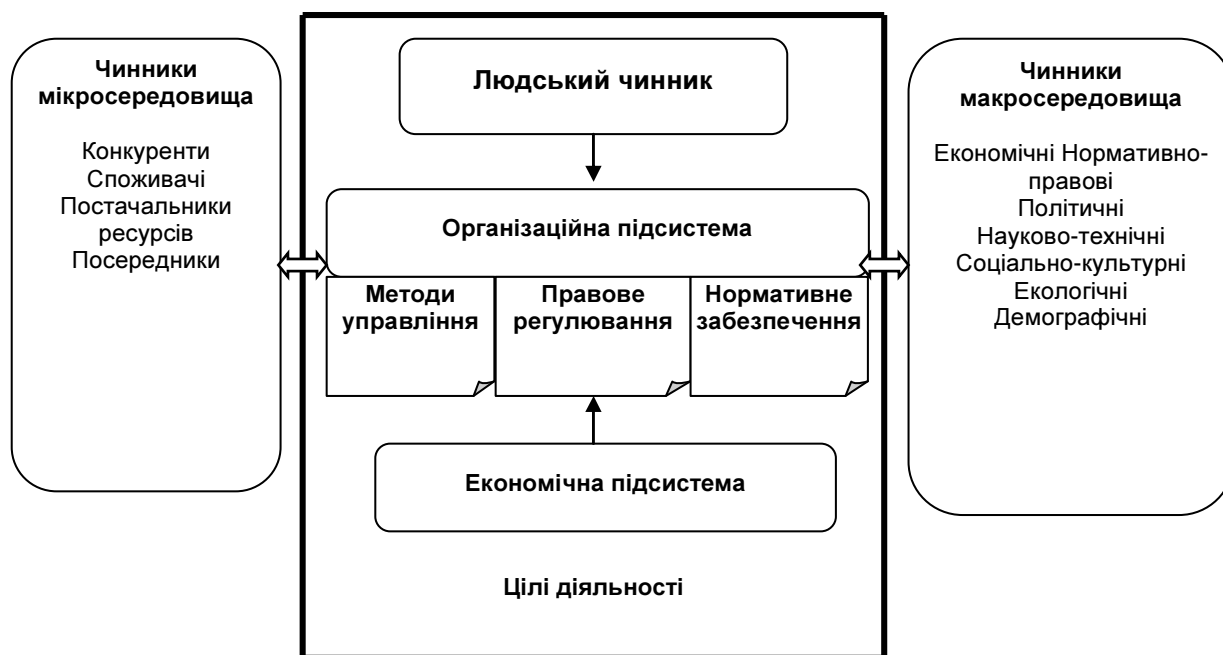 Чинники
мікросередовища
Конкуренти
Споживачі
Постачальники
ресурсів
Посередники
Людський чинник
Організаційна підсистема
Методи
управління
Правове
регулювання
Нормативне
забезпечення
Економічна підсистема
Цілі діяльності
Чинники
макросередовища
Економічні Нормативно-
правові
Політичні
Науково-технічні
Соціально-культурні
Екологічні
Демографічні